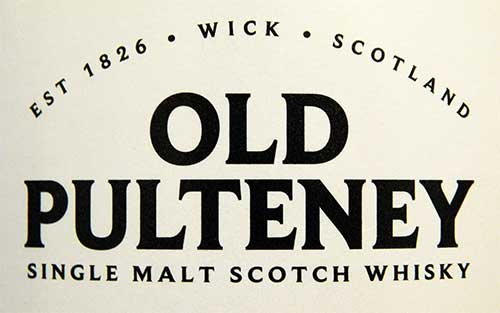 EST 1826 • WICK • SCOTLAND
OLD
PULTENEY
SINGLE MALT SCOTCH WHISKY